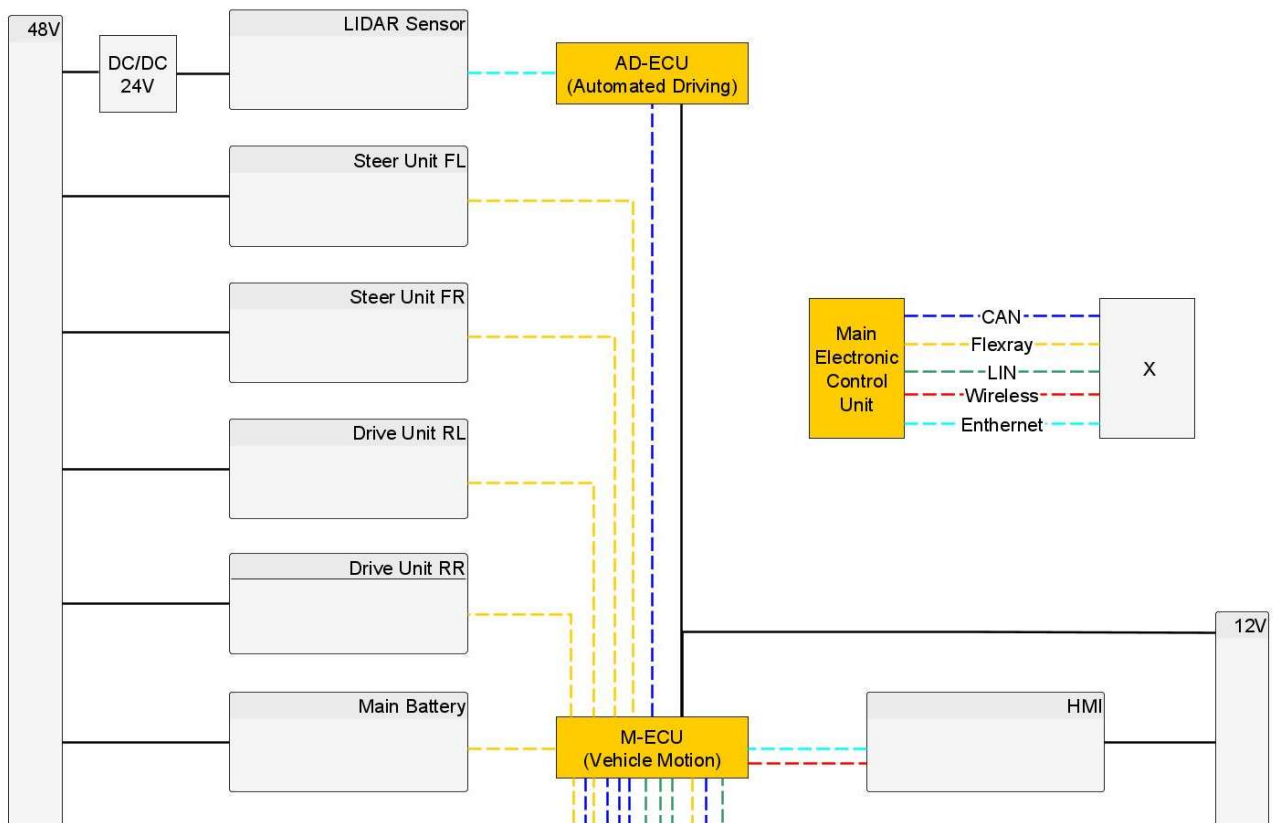 48V
DC/DC
24V
LIDAR Sensor
AD-ECU
(Automated Driving)
Steer Unit FL
Steer Unit FR
Main
Electronic
Control
Unit
CAN
Flexray
LIN
Wireless
Enthernet
X
Drive Unit RL
Drive Unit RR
12V
Main Battery
M-ECU
(Vehicle Motion)
HMI